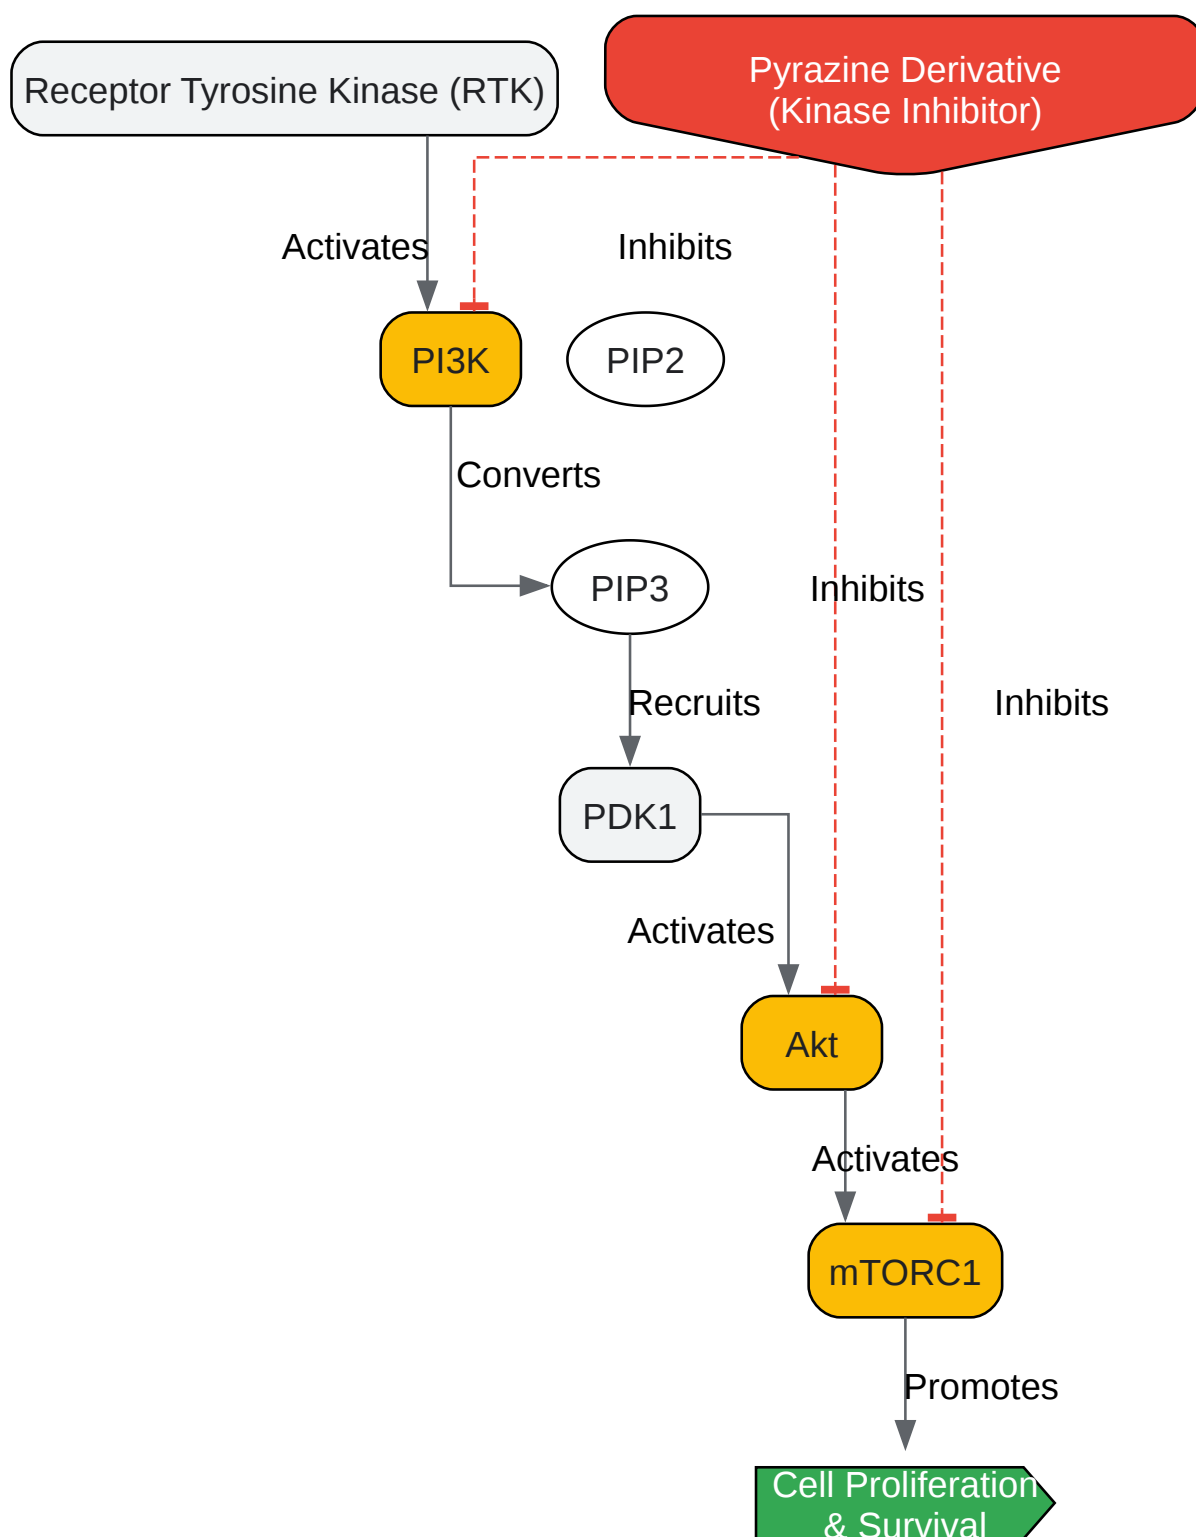 Receptor Tyrosine Kinase (RTK)
Pyrazine Derivative
(Kinase Inhibitor)
Activates
Inhibits
PI3K
PIP2
Converts
PIP3
Inhibits
Recruits
Inhibits
PDK1
Activates
Akt
Activates
mTORC1
Promotes
Cell Proliferation
& Survival